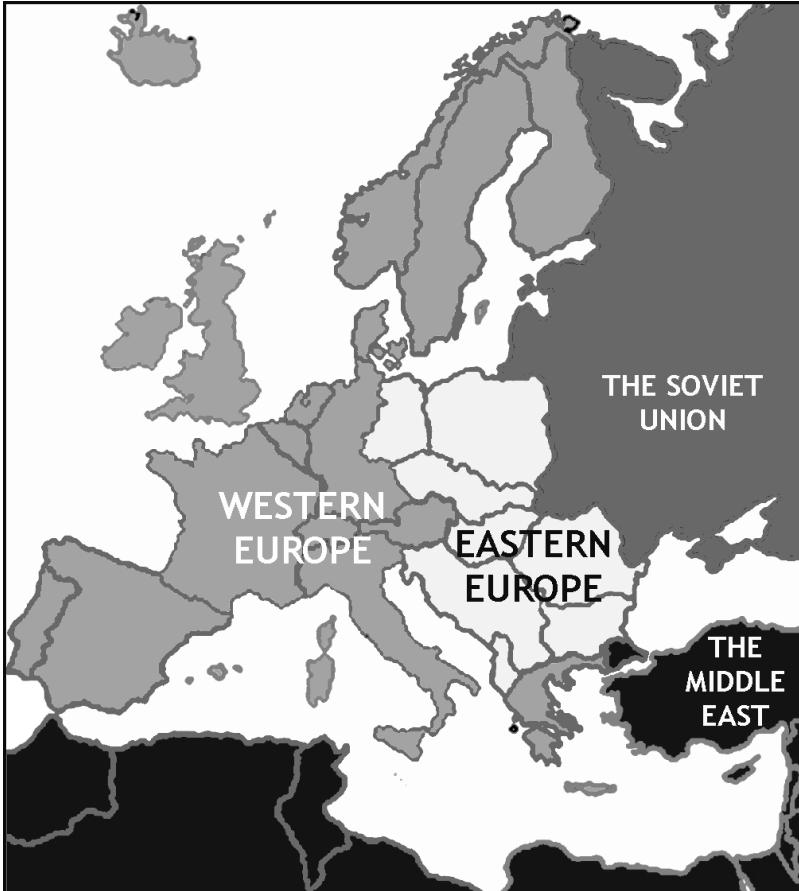 THE SOVIET
UNION
WESTERN
EUROPE
EASTERN
EUROPE
THE
MIDDLE
EAST